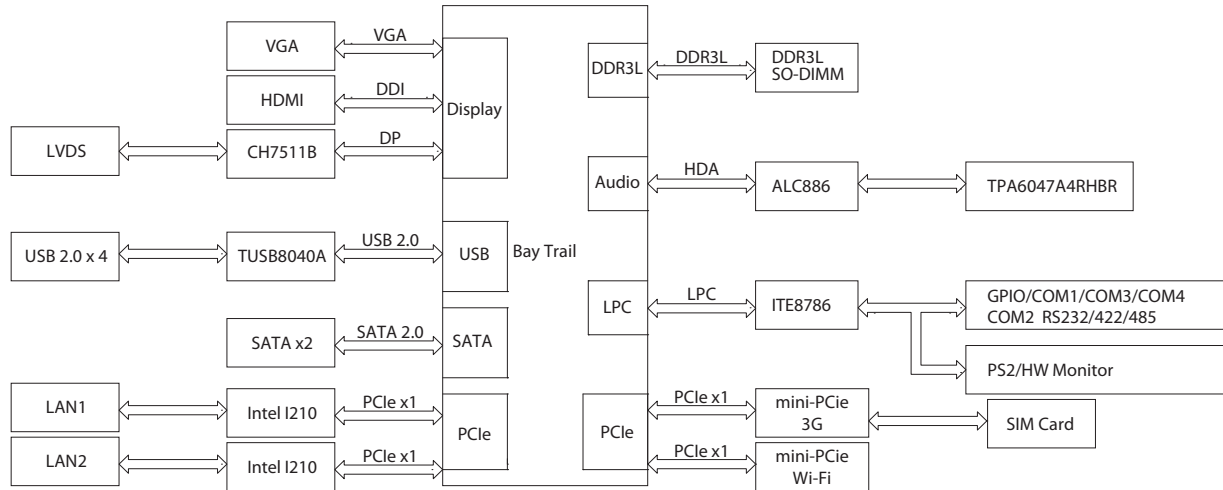 VGA
VGA
HDMI
DDI
Display
LVDS
CH7511B
DP
USB 2.0 x 4
TUSB8040A
USB 2.0
USB
Bay Trail
SATA x2
SATA 2.0
SATA
LAN1
Intel I210
PCIe x1
PCIe
LAN2
Intel I210
PCIe x1
DDR3L
DDR3L
DDR3L
SO-DIMM
Audio
HDA
ALC886
TPA6047A4RHBR
LPC
LPC
ITE8786
GPIO/COM1/COM3/COM4
COM2 RS232/422/485
PS2/HW Monitor
PCIe
PCIe x1
mini-PCie
3G
SIM Card
PCIe x1
mini-PCie
Wi-Fi